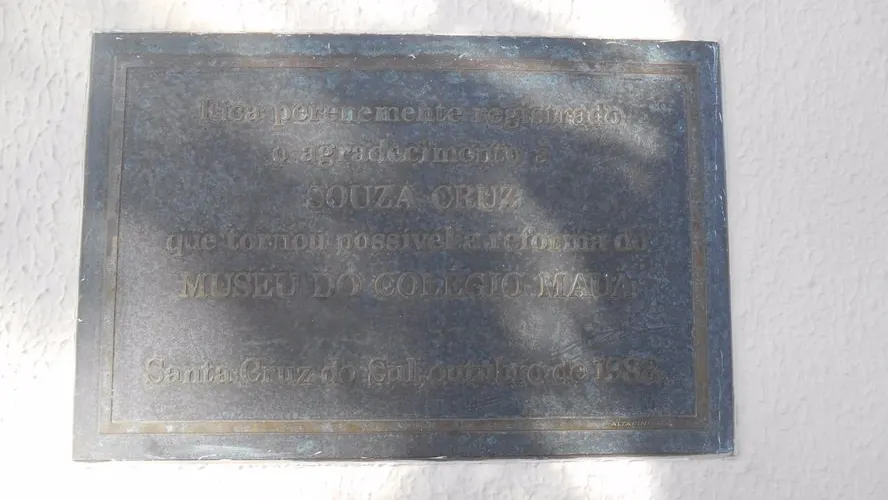 Fica perenemente registrado
o agradecimento à
SOUZA CRUZ
que tornou possível a reforma do
MUSEU DO COLÉGIO MAUÁ
Santa Cruz do Sul, outubro de